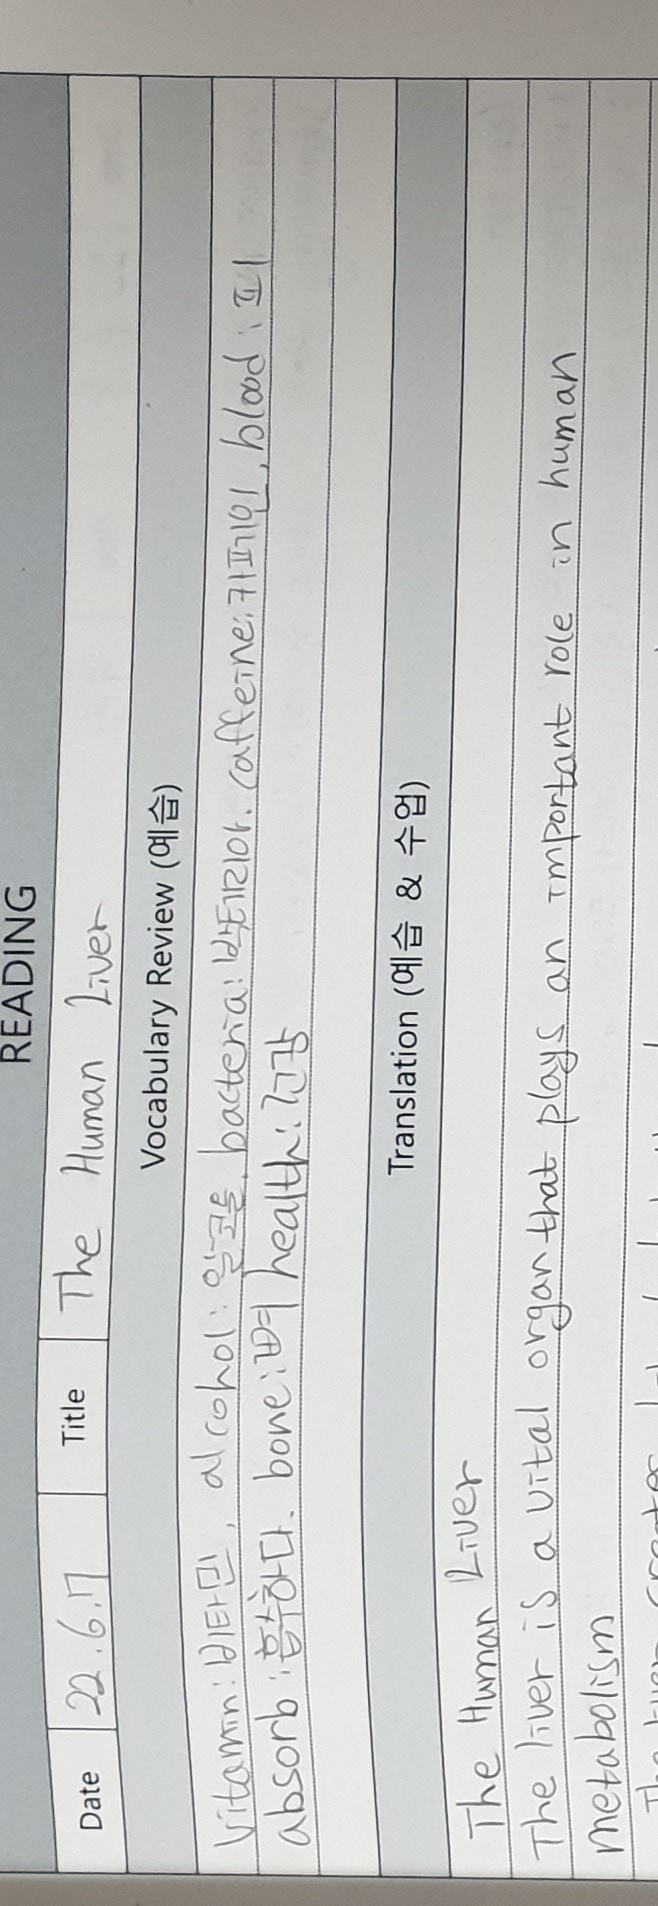 READING
Date 22.6.17 Title The Human Liver
Vocabulary Review (예습)
Vitamin: 비타민, alcohol: 알코올, bacteria: 박테리아. caffeine: 카페인, blood: 피
absorb: 흡수하다. bone: 뼈 health: 건강
Translation (예습 & 수업)
The Human Liver
The liver is a vital organ that plays an important role in human
metabolism
The liver creates